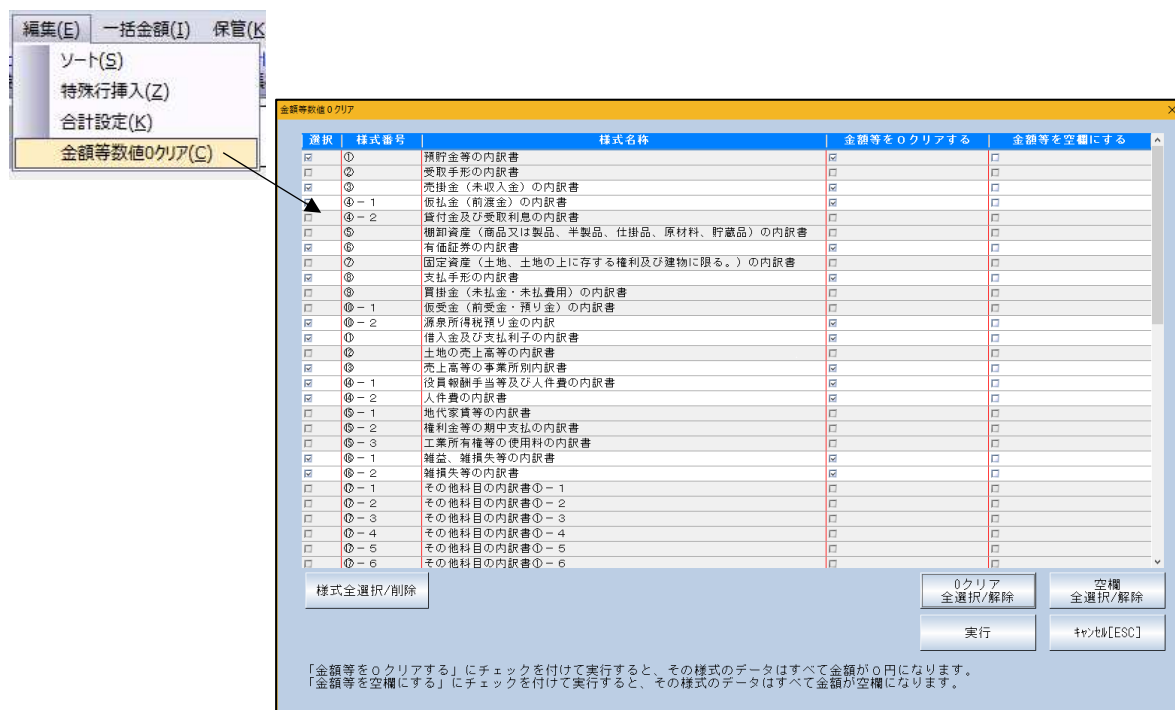 編集(E) 一括金額(I) 保管(K
ソート(S)
特殊行挿入(Z)
合計設定(K)
金額等数値0クリア(C)
金額等数値０クリア
選択 様式番号 様式名称 金額等を０クリアする 金額等を空欄にする
① 預貯金等の内訳書
② 受取手形の内訳書
③ 売掛金（未収入金）の内訳書
④－１ 仮払金（前渡金）の内訳書
④－２ 貸付金及び受取利息の内訳書
⑤ 棚卸資産（商品又は製品、半製品、仕掛品、原材料、貯蔵品）の内訳書
⑥ 有価証券の内訳書
⑦ 固定資産（土地、土地の上に存する権利及び建物に限る。）の内訳書
⑧ 支払手形の内訳書
⑨ 買掛金（未払金・未払費用）の内訳書
⑩－１ 仮受金（前受金・預り金）の内訳書
⑩－２ 源泉所得税預り金の内訳
⑪ 借入金及び支払利子の内訳書
⑫ 土地の売上高等の内訳書
⑬ 売上高等の事業所別内訳書
⑭－１ 役員報酬手当等及び人件費の内訳書
⑭－２ 人件費の内訳書
⑮－１ 地代家賃等の内訳書
⑮－２ 権利金等の期中支払の内訳書
⑮－３ 工業所有権等の使用料の内訳書
⑯－１ 雑益、雑損失等の内訳書
⑯－２ 雑損失等の内訳書
⑰－１ その他科目の内訳書①－１
⑰－２ その他科目の内訳書①－２
⑰－３ その他科目の内訳書①－３
⑰－４ その他科目の内訳書①－４
⑰－５ その他科目の内訳書①－５
⑰－６ その他科目の内訳書①－６
様式全選択/削除
0クリア
全選択/解除
空欄
全選択/解除
実行
ｷｬﾝｾﾙ[ESC]
「金額等を０クリアする」にチェックを付けて実行すると、その様式のデータはすべて金額が０円になります。
「金額等を空欄にする」にチェックを付けて実行すると、その様式のデータはすべて金額が空欄になります。